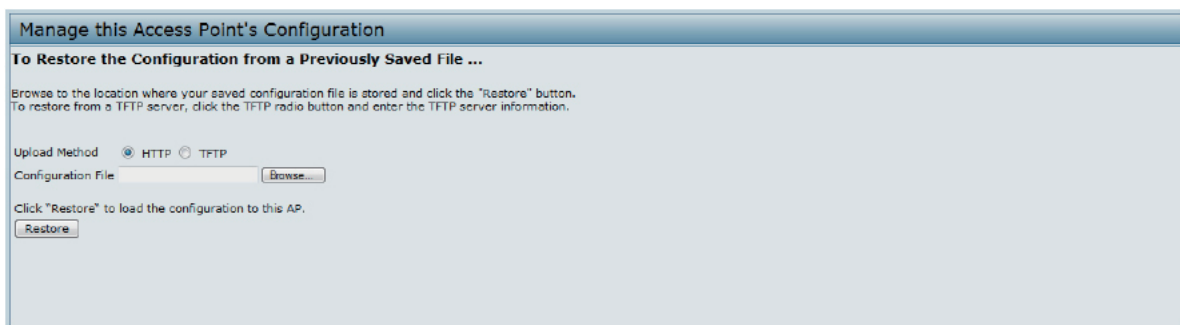 Manage this Access Point's Configuration
To Restore the Configuration from a Previously Saved File ...
Browse to the location where your saved configuration file is stored and click the "Restore" button.
To restore from a TFTP server, click the TFTP radio button and enter the TFTP server information.
Upload Method HTTP TFTP
Configuration File Browse...
Click "Restore" to load the configuration to this AP.
Restore